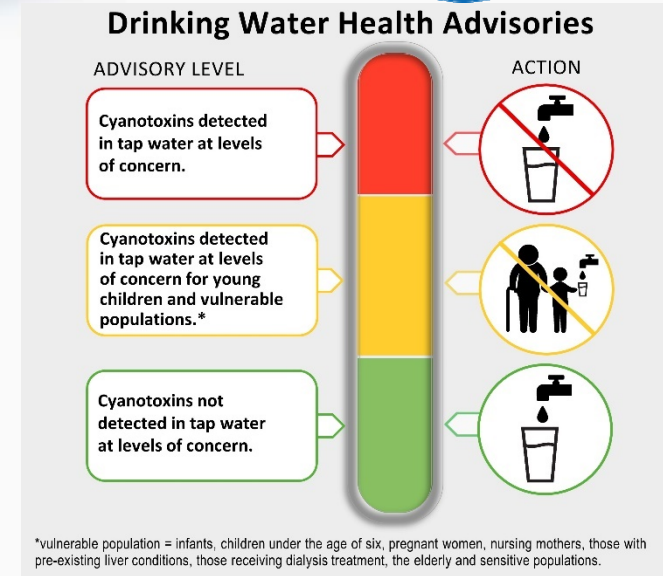 Drinking Water Health Advisories
ADVISORY LEVEL
ACTION
Cyanotoxins detected
in tap water at levels
of concern.
Cyanotoxins detected
in tap water at levels
of concern for young
children and vulnerable
populations.*
Cyanotoxins not
detected in tap water
at levels of concern.
*vulnerable population = infants, children under the age of six, pregnant women, nursing mothers, those with
pre-existing liver conditions, those receiving dialysis treatment, the elderly and sensitive populations.